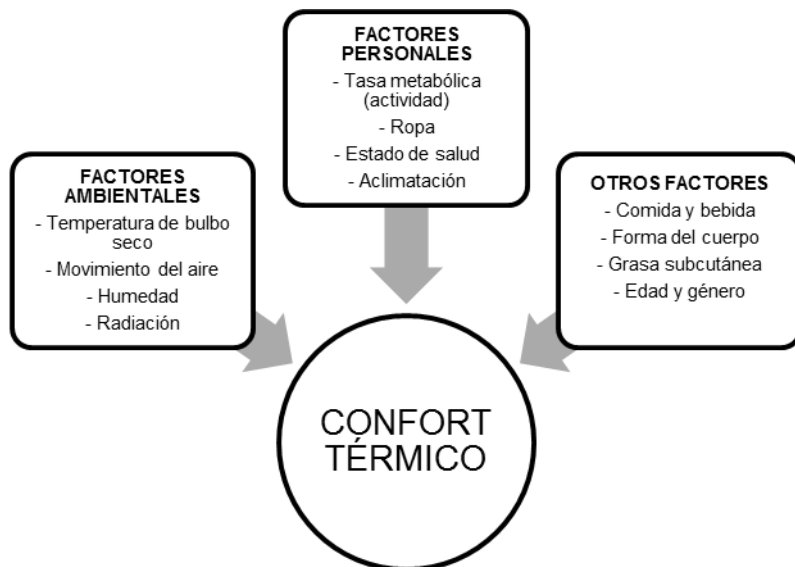 FACTORES
PERSONALES
- Tasa metabólica
(actividad)
- Ropa
- Estado de salud
- Aclimatación
FACTORES
AMBIENTALES
- Temperatura de bulbo
seco
- Movimiento del aire
- Humedad
- Radiación
OTROS FACTORES
- Comida y bebida
- Forma del cuerpo
- Grasa subcutánea
- Edad y género
CONFORT
TÉRMICO